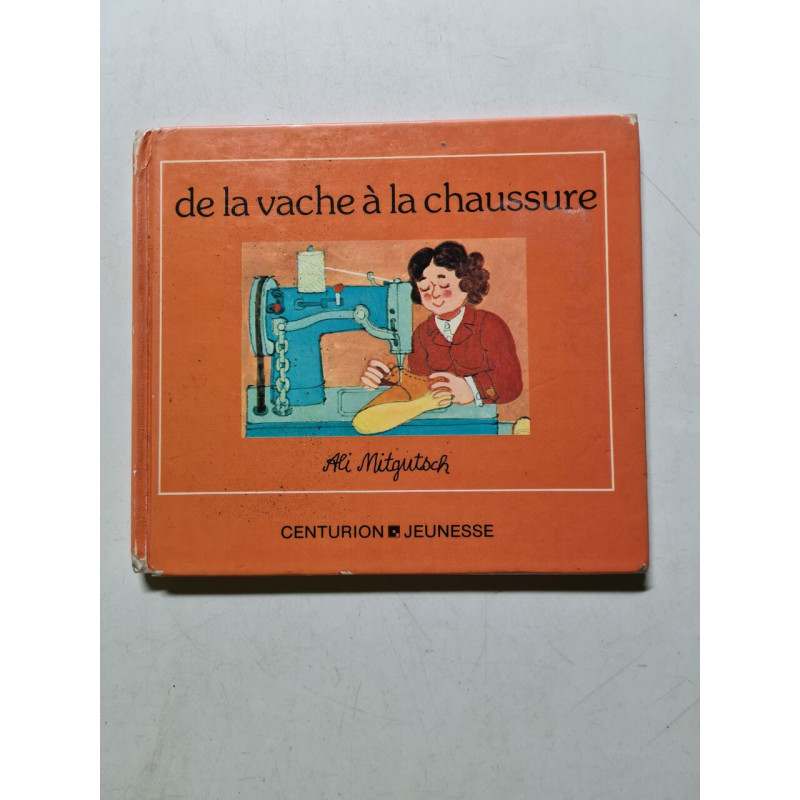 de la vache à la chaussure
Ali Mitgutsch
CENTURION JEUNESSE